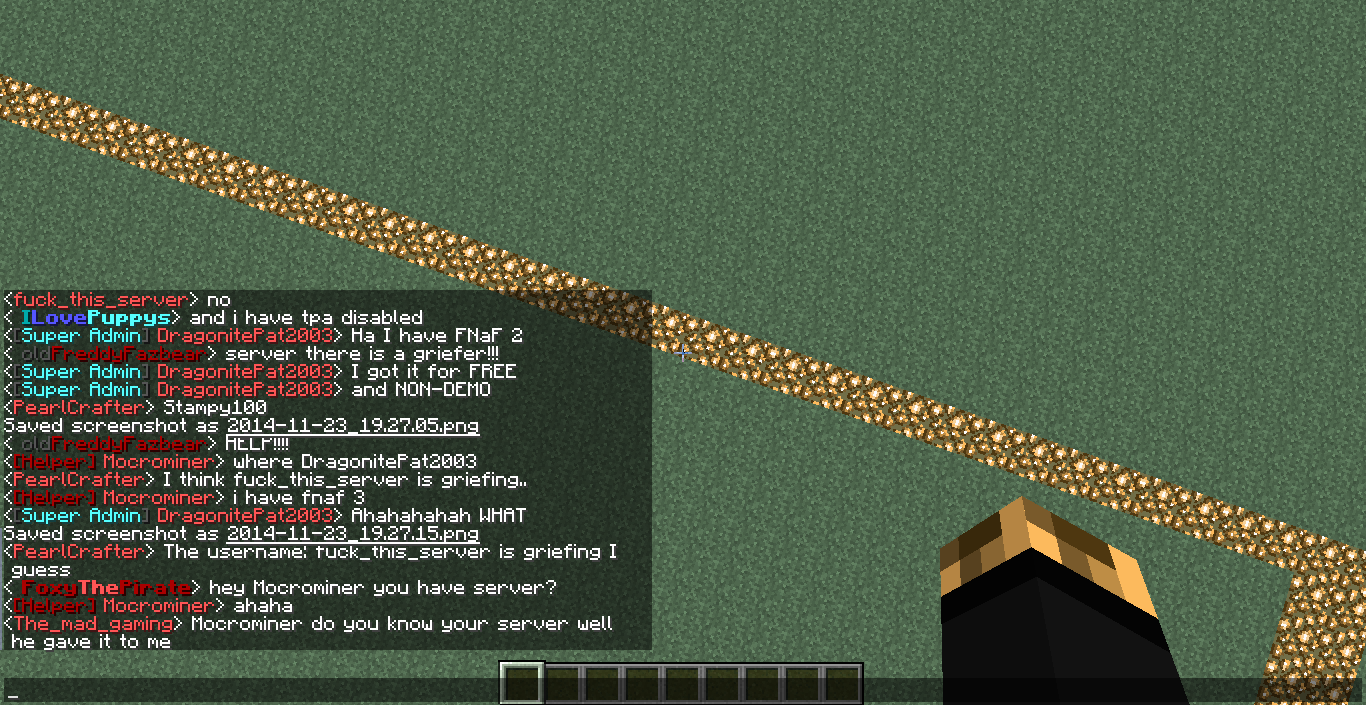 <fuck_this_server> no
< ILovePuppys> and i have tpa disabled
<[Super Admin] DragonitePat2003> Ha I have FNaF 2
< oldFreddyFazbear> server there is a griefer!!!
<[Super Admin] DragonitePat2003> I got it for FREE
<[Super Admin] DragonitePat2003> and NON-DEMO
<PearlCrafter> Stampy100
Saved screenshot as 2014-11-23_19.27.05.png
< oldFreddyFazbear> HELP!!!!
<[Helper] Mocrominer> where DragonitePat2003
<PearlCrafter> I think fuck_this_server is griefing..
<[Helper] Mocrominer> i have fnaf 3
<[Super Admin] DragonitePat2003> Ahahahahah WHAT
Saved screenshot as 2014-11-23_19.27.15.png
<PearlCrafter> The username: fuck_this_server is griefing I
guess
< FoxyThePirate> hey Mocrominer you have server?
<[Helper] Mocrominer> ahaha
<The_mad_gaming> Mocrominer do you know your server well
he gave it to me
_